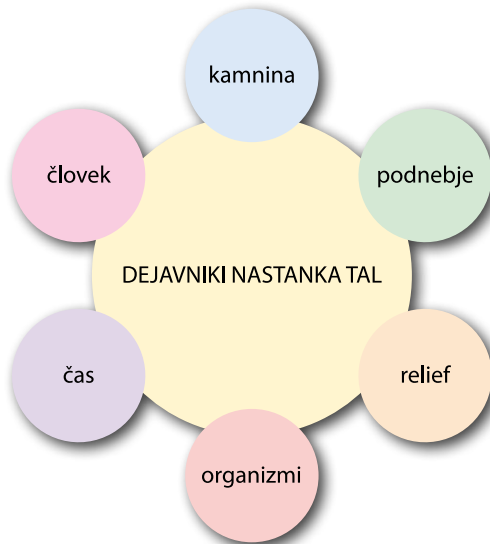 kamnina
človek
podnebje
DEJAVNIKI NASTANKA TAL
čas
relief
organizmi